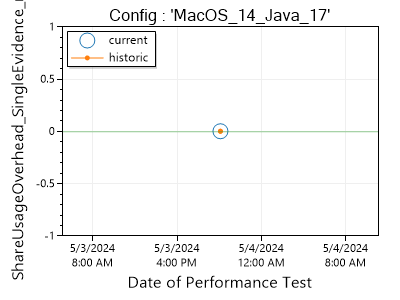 Config : 'MacOS_14_Java_17'
ShareUsageOverhead_SingleEvidence_
current
historic
1
0.5
0
-0.5
-1
5/3/2024 5/3/2024 5/4/2024 5/4/2024
8:00 AM 4:00 PM 12:00 AM 8:00 AM
Date of Performance Test